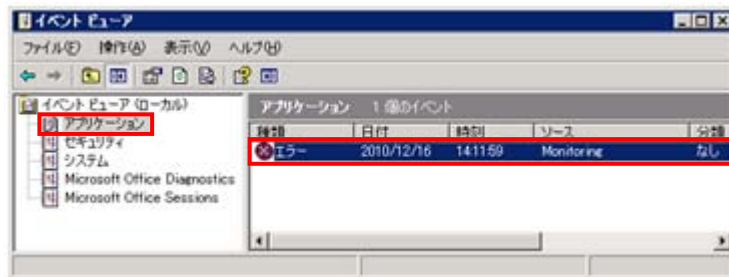 イベント ビューア
ファイル(F) 操作(A) 表示(V) ヘルプ(H)
イベント ビューア (ローカル)
アプリケーション
セキュリティ
システム
Microsoft Office Diagnostics
Microsoft Office Sessions
アプリケーション 1 個のイベント
種類 日付 時刻 ソース 分類
エラー 2010/12/16 14:11:59 Monitoring なし